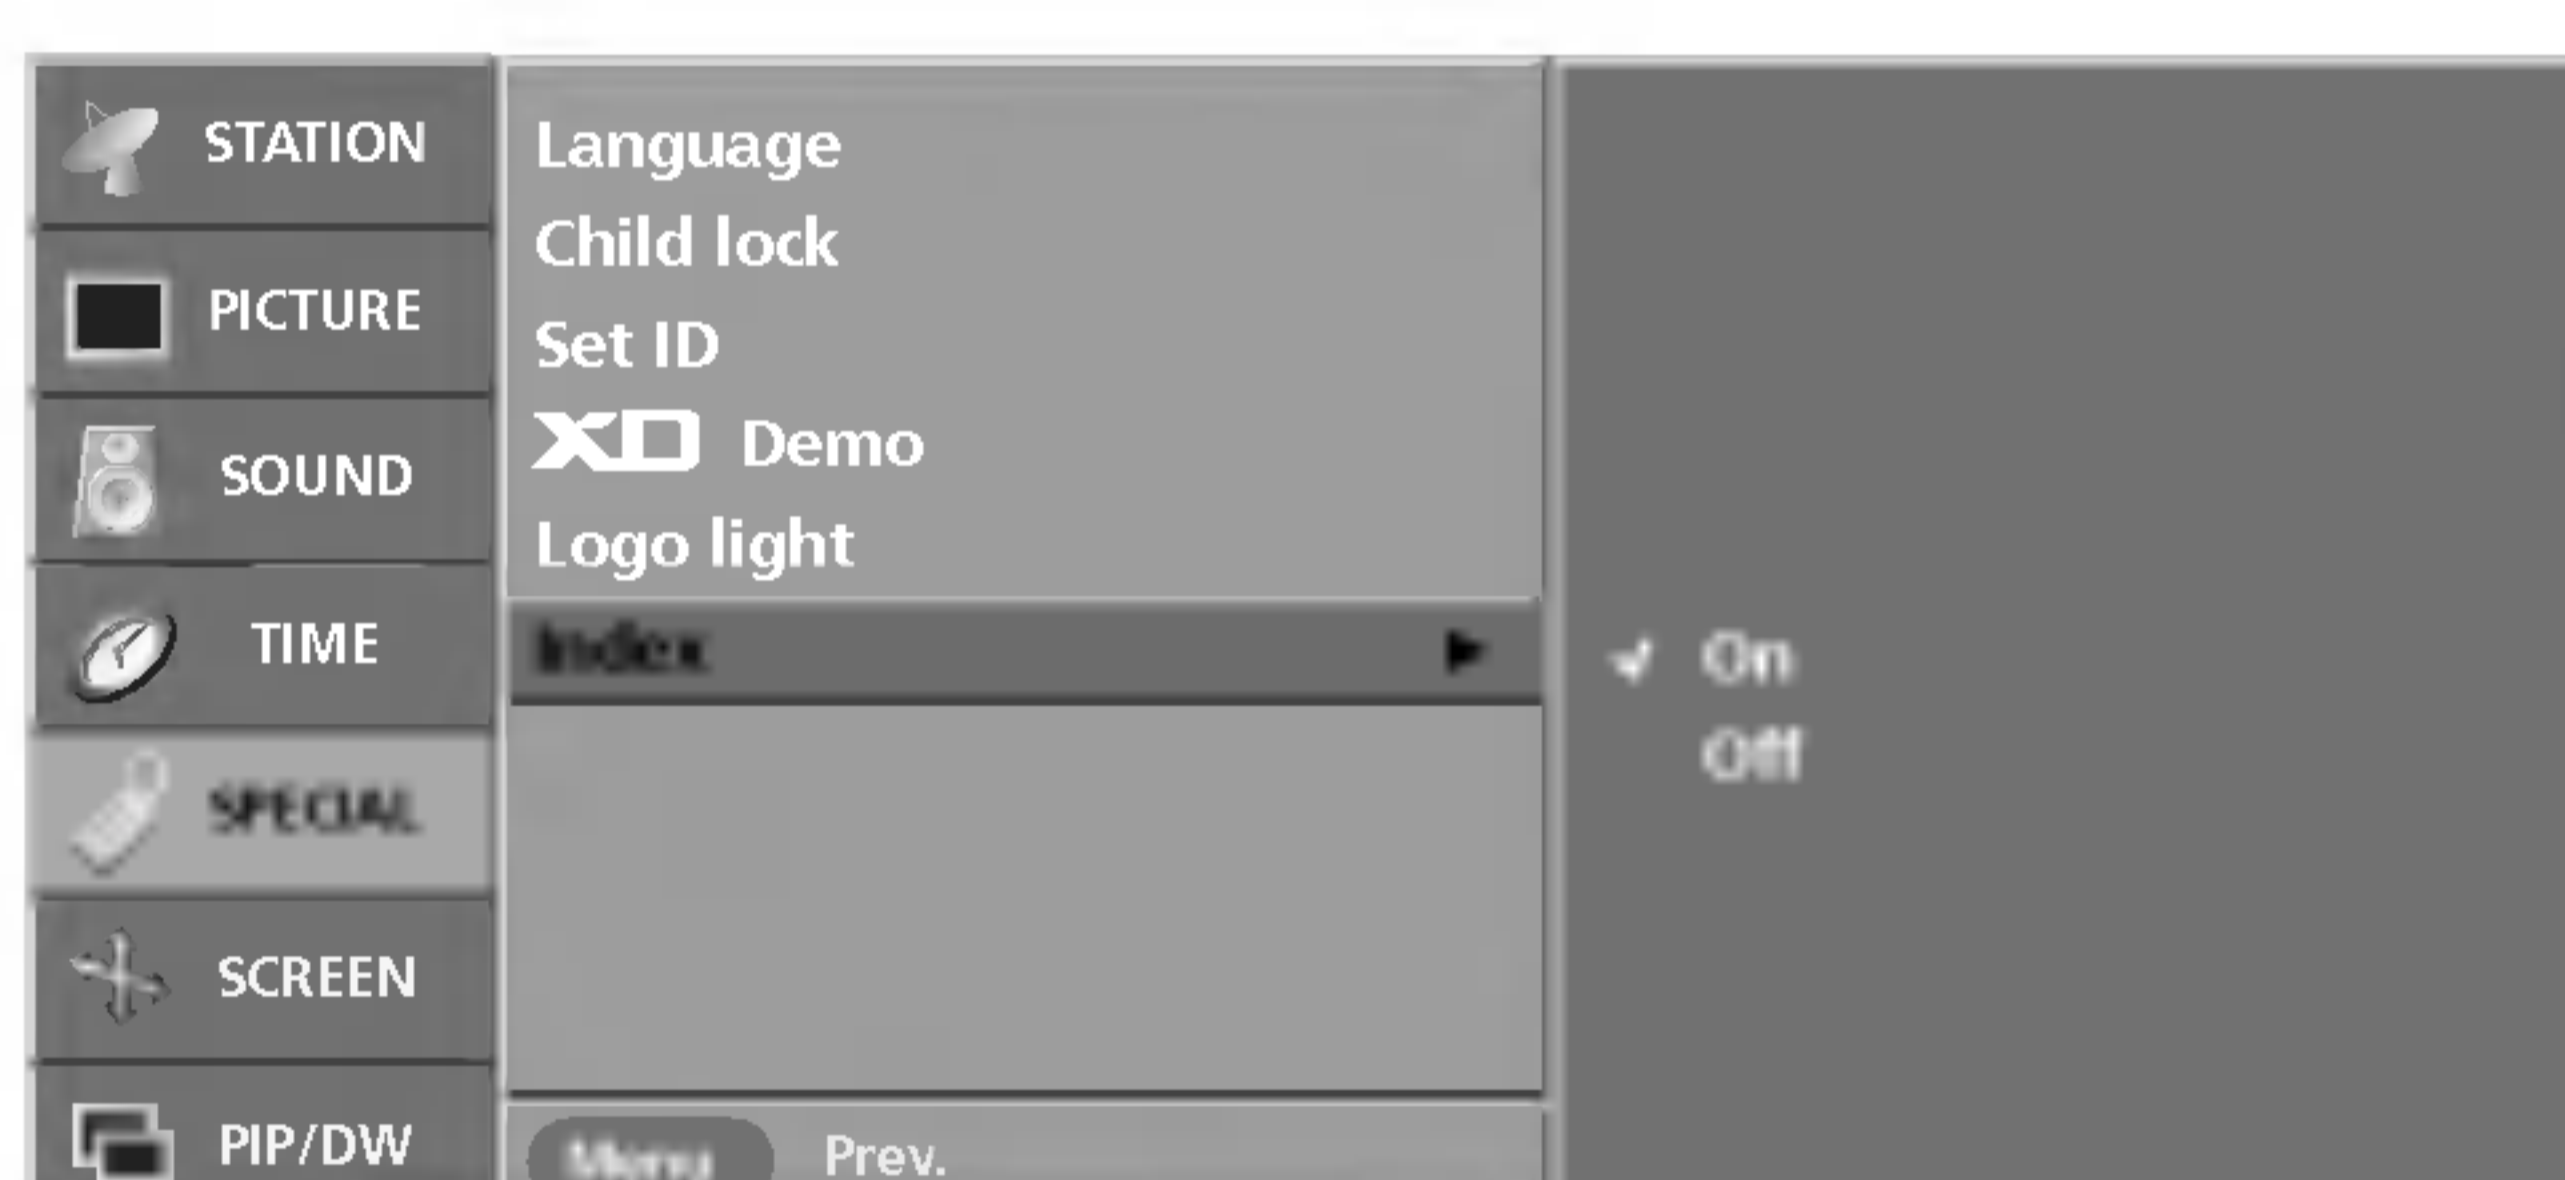 STATION
PICTURE
SOUND
TIME
SPECIAL
SCREEN
PIP/DW
Language
Child lock
Set ID
XD Demo
Logo light
Index
On
Off
Menu Prev.